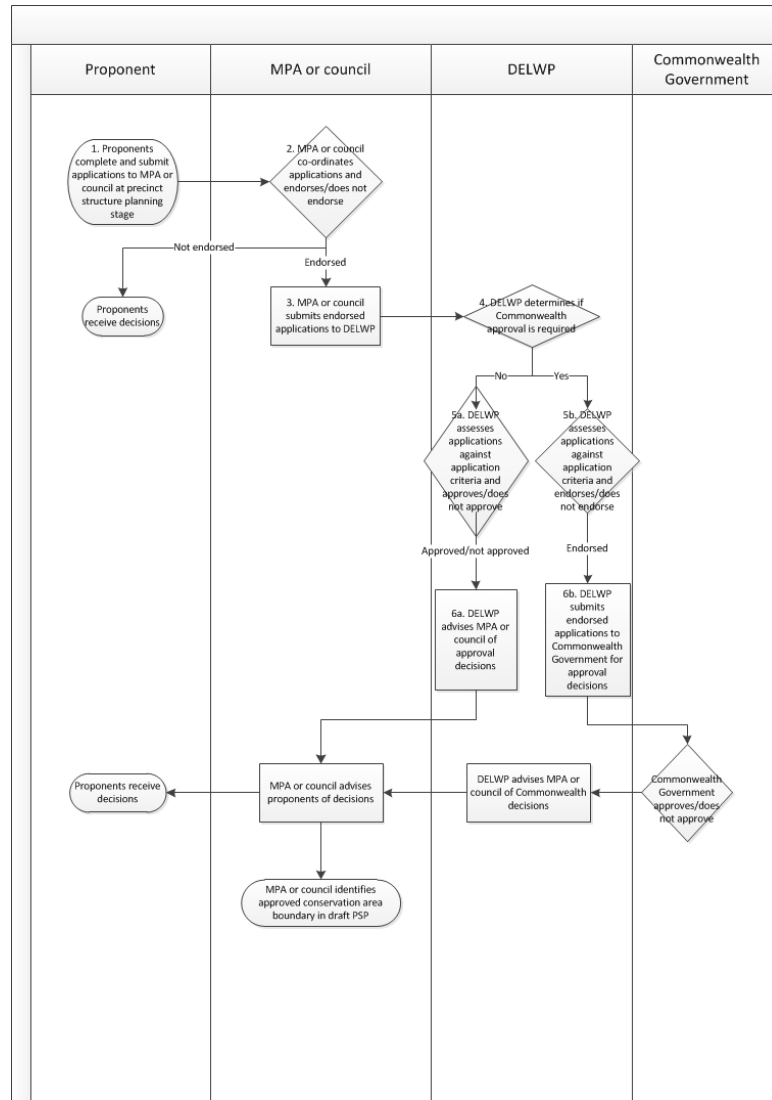 Proponent
MPA or council
DELWP
Commonwealth
Government
1. Proponents
complete and submit
applications to MPA or
council at precinct
structure planning
stage
2. MPA or council
co-ordinates
applications and
endorses/does not
endorse
Not endorsed
Endorsed
Proponents
receive decisions
3. MPA or council
submits endorsed
applications to DELWP
4. DELWP determines if
Commonwealth
approval is required
No
Yes
5a. DELWP
assesses
applications
against
application
criteria and
approves/does
not approve
5b. DELWP
assesses
applications
against
application
criteria and
endorses/does
not endorse
Approved/not approved
Endorsed
6a. DELWP
advises MPA or
council of
approval
decisions
6b. DELWP
submits
endorsed
applications to
Commonwealth
Government for
approval
decisions
Proponents receive
decisions
MPA or council advises
proponents of decisions
DELWP advises MPA or
council of Commonwealth
decisions
Commonwealth
Government
approves/does
not approve
MPA or council identifies
approved conservation area
boundary in draft PSP